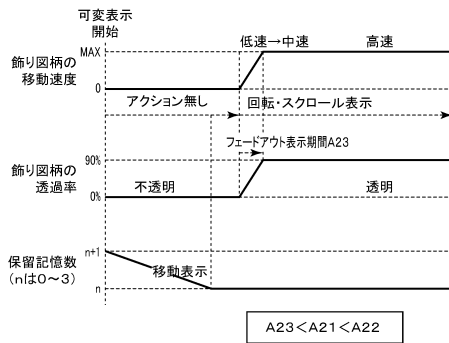 可変表示
開始
飾り図柄の
移動速度
MAX
0
低速→中速
高速
アクション無し
回転・スクロール表示
フェードアウト表示期間A23
飾り図柄の
透過率
90%
0%
不透明
透明
保留記憶数
(nは0~3)
n+1
n
移動表示
A23<A21<A22